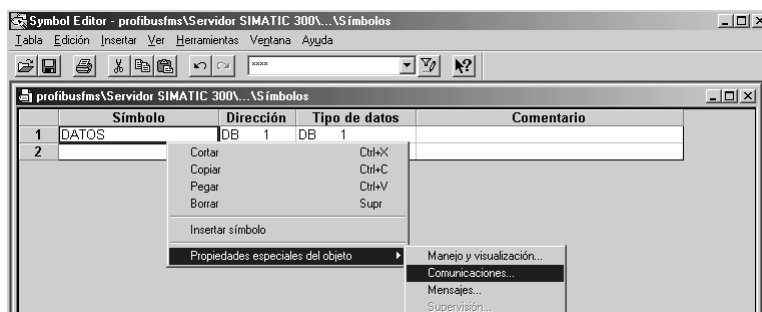 Symbol Editor - profibusfms\Servidor SIMATIC 300\...\Símbolos
Tabla Edición Insertar Ver Herramientas Ventana Ayuda
xxxx
profibusfms\Servidor SIMATIC 300\...\Símbolos
Símbolo Dirección Tipo de datos Comentario
1 DATOS DB 1 DB 1
2
Cortar Ctrl+X
Copiar Ctrl+C
Pegar Ctrl+V
Borrar Supr
Insertar símbolo
Propiedades especiales del objeto
Manejo y visualización...
Comunicaciones...
Mensajes...
Supervisión...